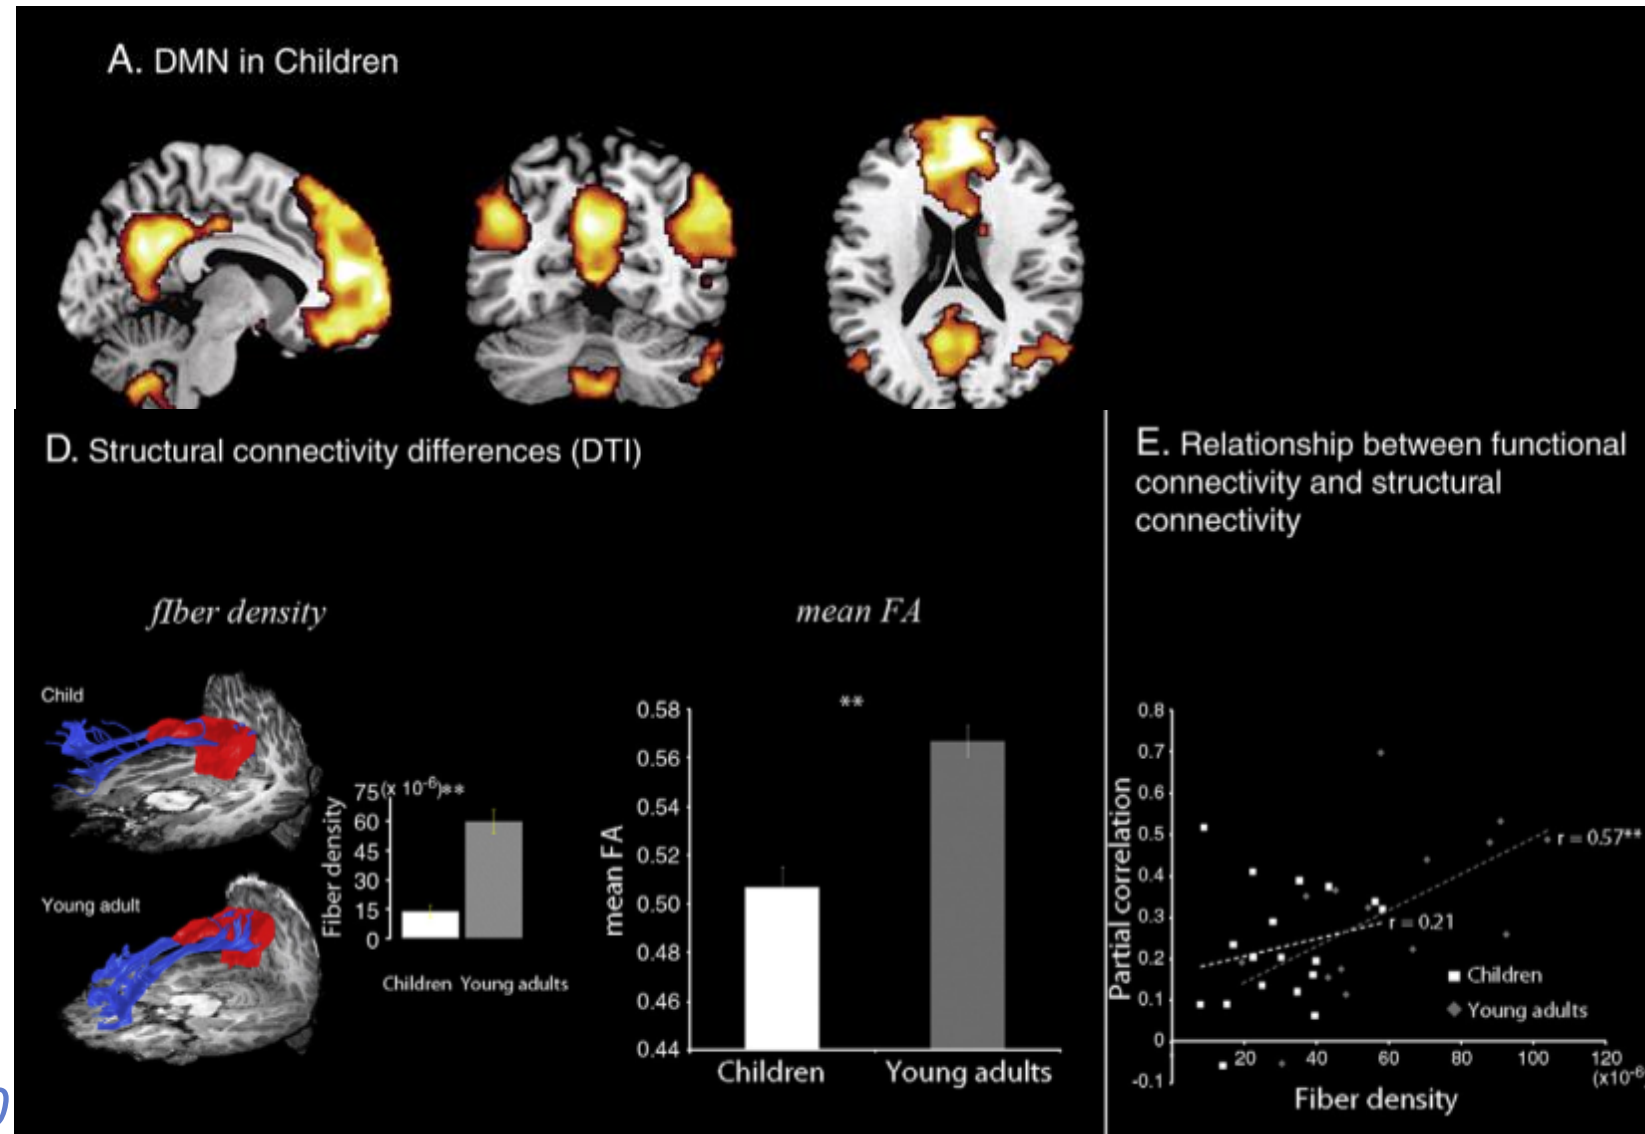 A. DMN in Children
D. Structural connectivity differences (DTI)
fIber density
Child
Young adult
75 (x 10-6)**
60
45
30
15
0
Fiber density
Children Young adults
mean FA
**
0.58
0.56
0.54
0.52
0.50
0.48
0.46
0.44
mean FA
Children Young adults
E. Relationship between functional
connectivity and structural
connectivity
0.8
0.7
0.6
0.5
0.4
0.3
0.2
0.1
0
-0.1
Partial correlation
r = 0.57**
r = 0.21
Children
Young adults
20 40 60 80 100 120
(x10-6
Fiber density